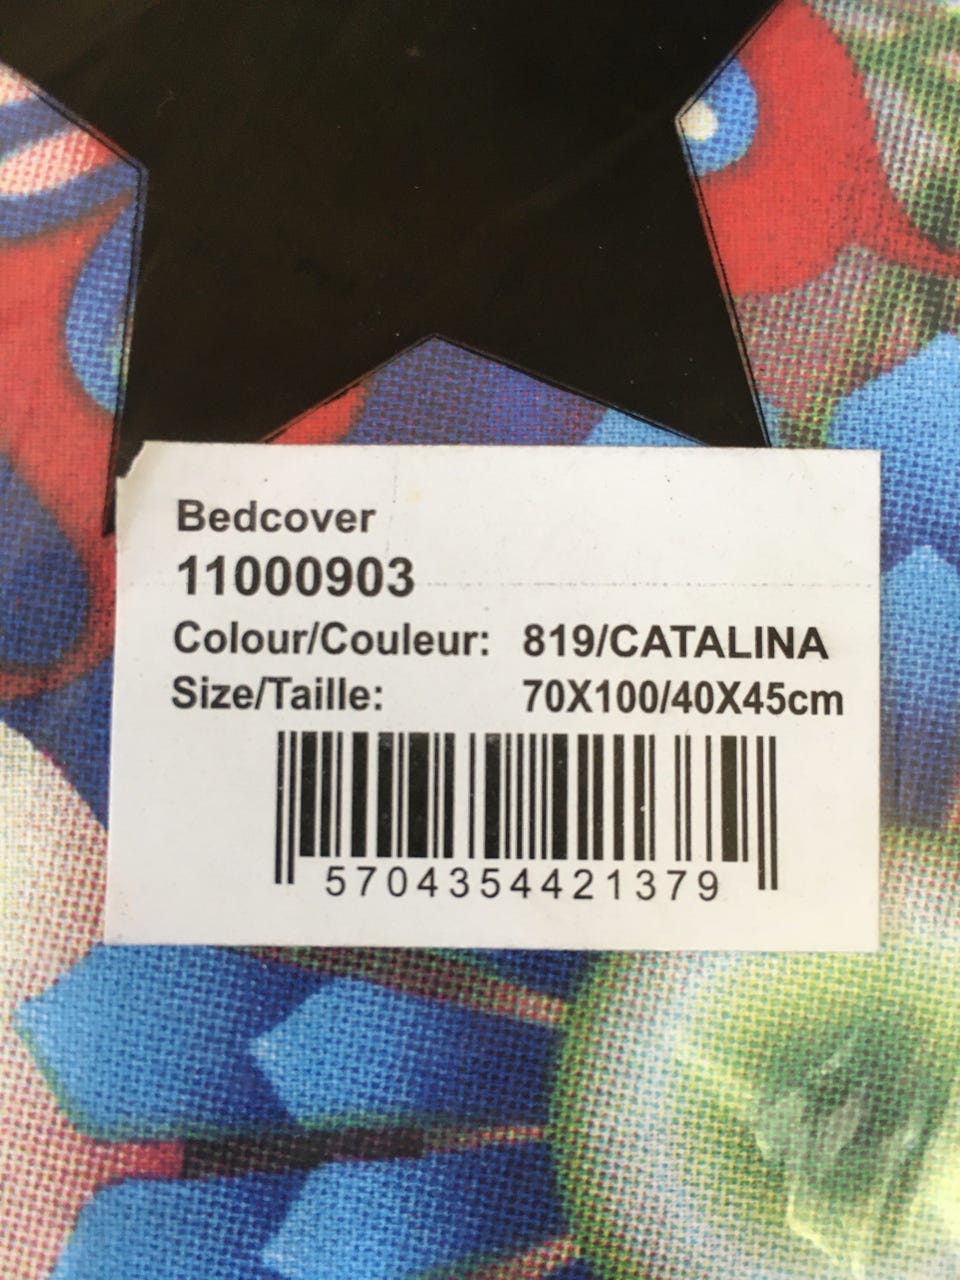 Bedcover
11000903
Colour/Couleur: 819/CATALINA
Size/Taille: 70X100/40X45cm
5704354421379